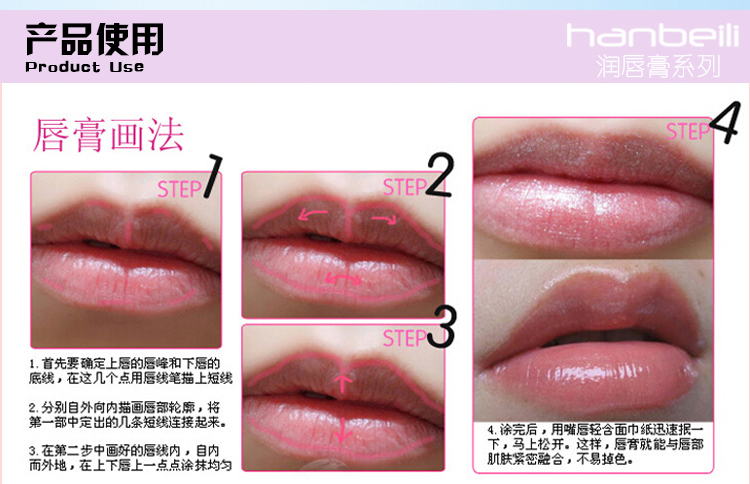 产品使用
Product Use
hanbeili
润唇膏系列
唇膏画法
STEP 1
STEP 2
STEP 3
STEP 4
1.首先要确定上唇的唇峰和下唇的
底线，在这几个点用唇线笔描上短线
2.分别自外向内描画唇部轮廓，将
第一部中定出的几条短线连接起来。
3.在第二步中画好的唇线内，自内
而外地，在上下唇上一点点涂抹均匀
4.涂完后，用嘴唇轻含面巾纸迅速抿一
下，马上松开。这样，唇膏就能与唇部
肌肤紧密融合，不易掉色。